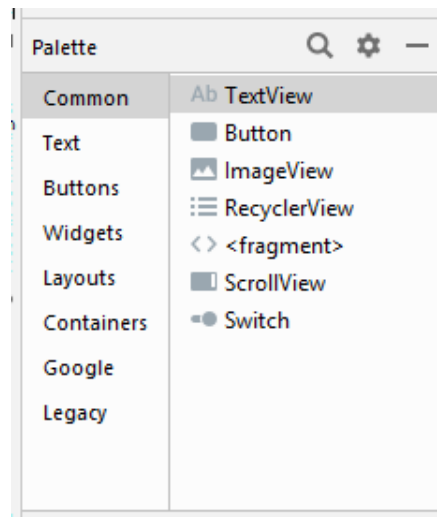 Palette
Common
Text
Buttons
Widgets
Layouts
Containers
Google
Legacy
Ab TextView
Button
ImageView
RecyclerView
<> <fragment>
ScrollView
Switch